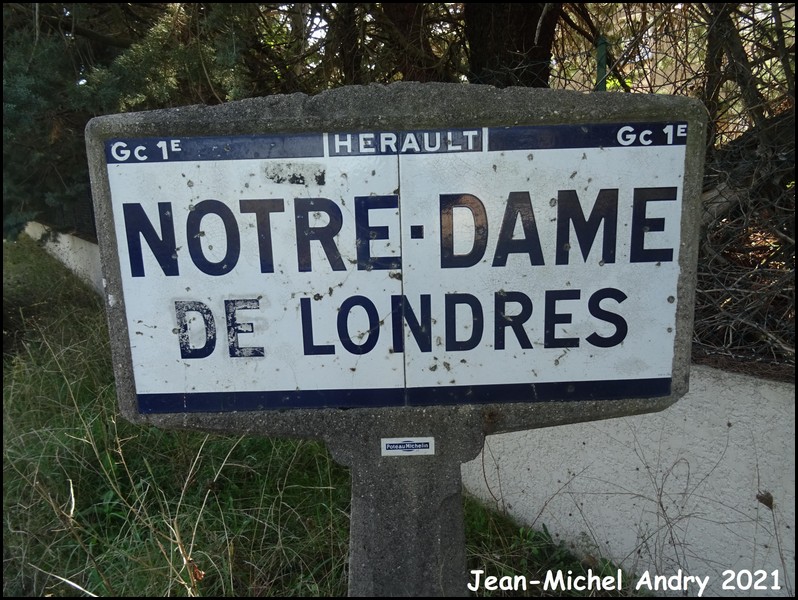 Gc 1E HERAULT Gc 1E
NOTRE-DAME
DE LONDRES
Poteau Michelin
Jean-Michel Andry 2021